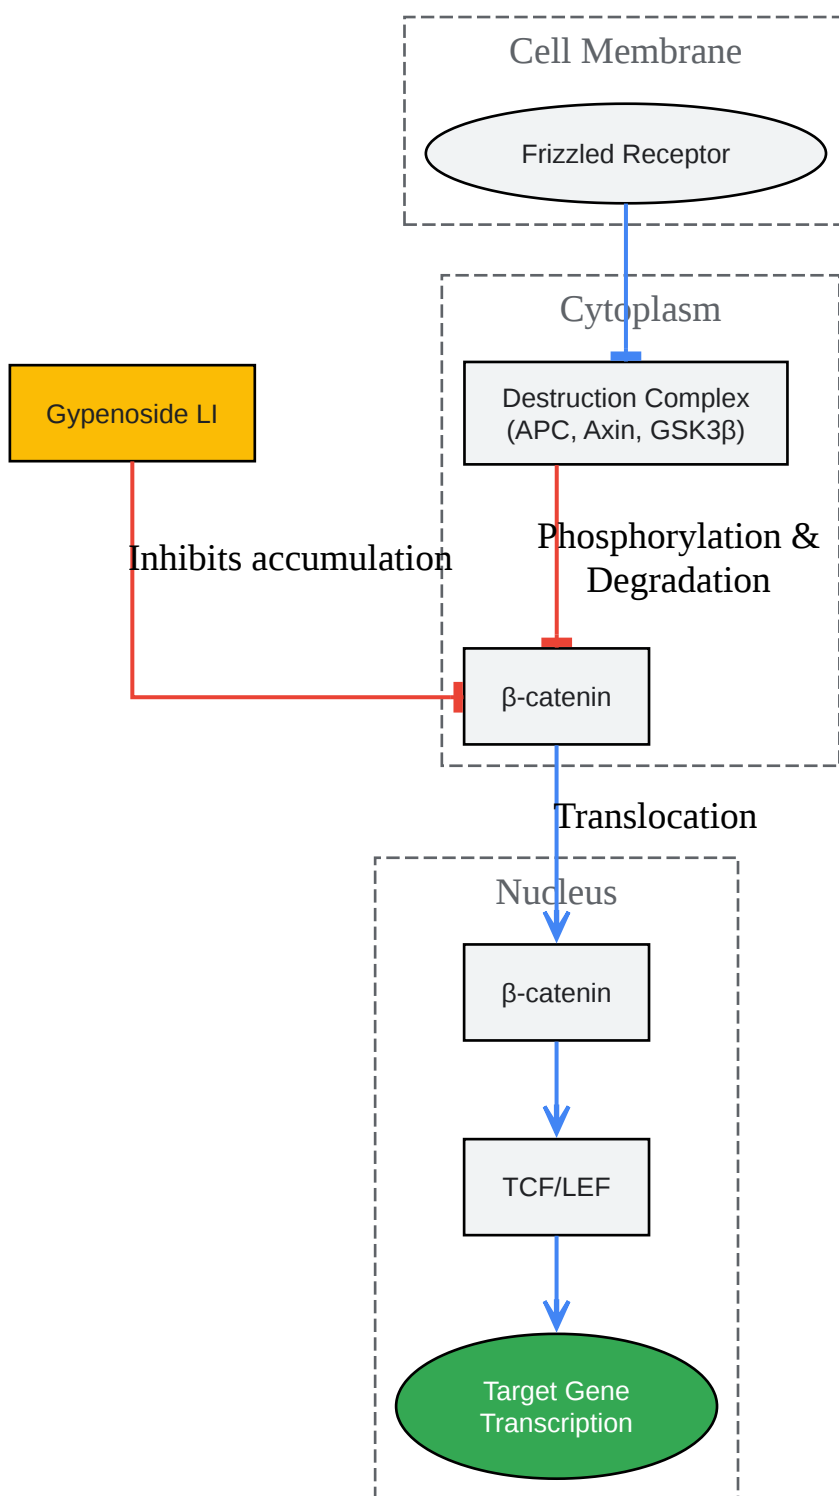 Cell Membrane
Frizzled Receptor
Cytoplasm
Gypenoside LI
Destruction Complex
(APC, Axin, GSK3β)
Inhibits accumulation
Phosphorylation &
Degradation
β-catenin
Translocation
Nucleus
β-catenin
TCF/LEF
Target Gene
Transcription